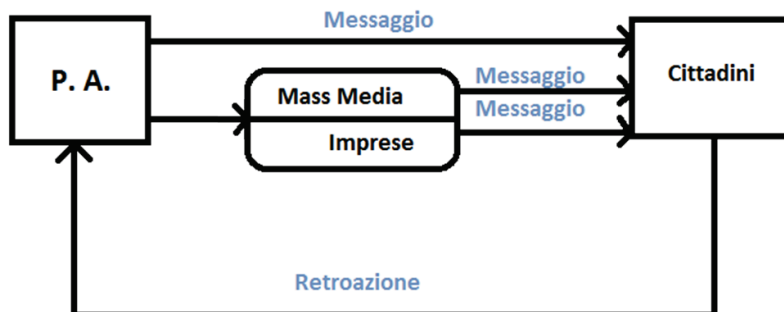 Messaggio
P. A.
Mass Media
Imprese
Messaggio
Messaggio
Cittadini
Retroazione